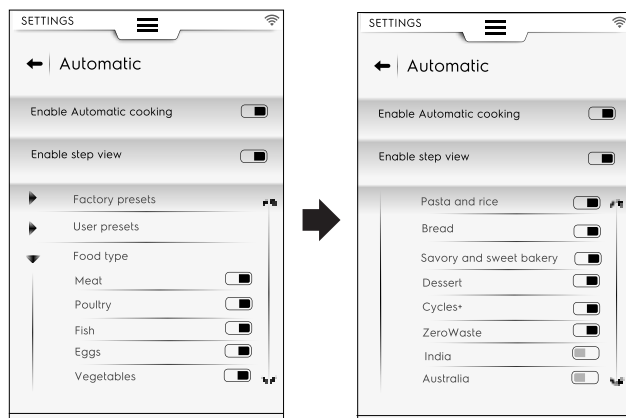 SETTINGS
Automatic
Enable Automatic cooking
Enable step view
Factory presets
User presets
Food type
Meat
Poultry
Fish
Eggs
Vegetables
SETTINGS
Automatic
Enable Automatic cooking
Enable step view
Pasta and rice
Bread
Savory and sweet bakery
Dessert
Cycles+
ZeroWaste
India
Australia